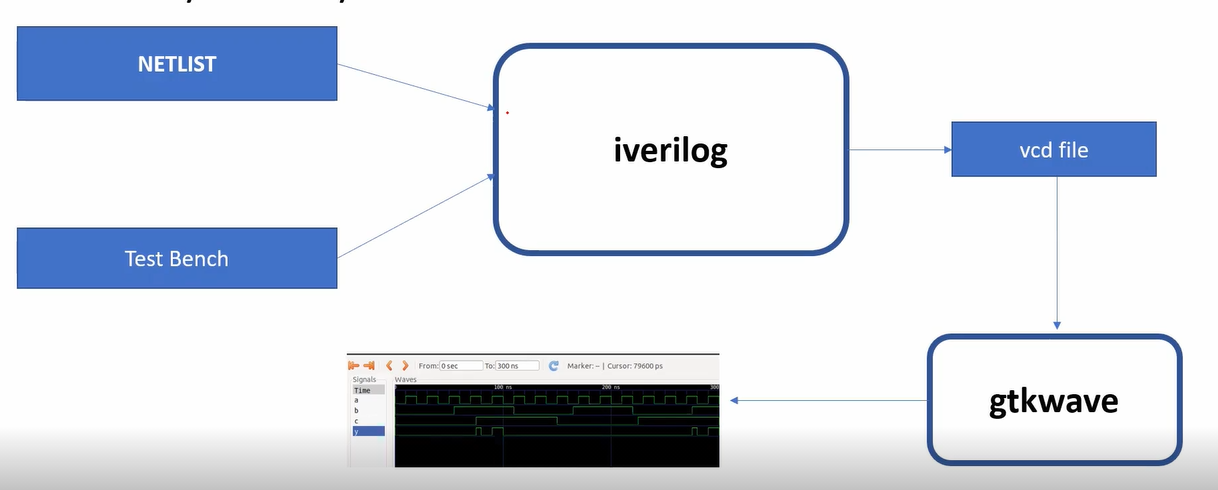 NETLIST
iverilog
vcd file
Test Bench
From: 0 sec To: 300 ns Marker: -- | Cursor: 79600 ps
Signals Waves
Time
100 ns 200 ns 300
a
b
c
y
gtkwave